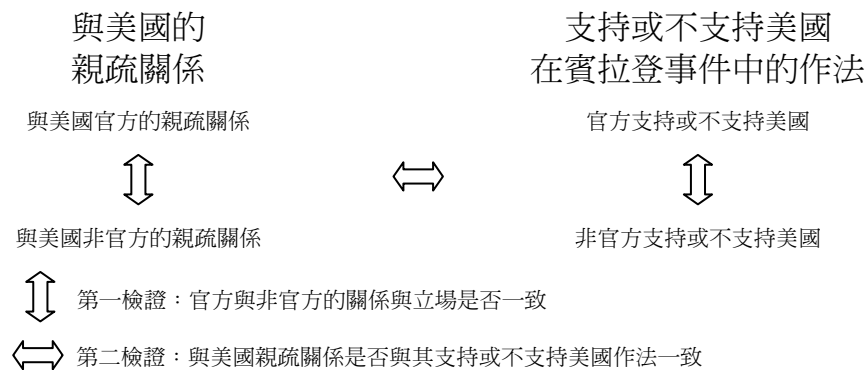 與美國的
親疏關係
支持或不支持美國
在賓拉登事件中的作法
與美國官方的親疏關係
官方支持或不支持美國
與美國非官方的親疏關係
非官方支持或不支持美國
第一檢證：官方與非官方的關係與立場是否一致
第二檢證：與美國親疏關係是否與其支持或不支持美國作法一致